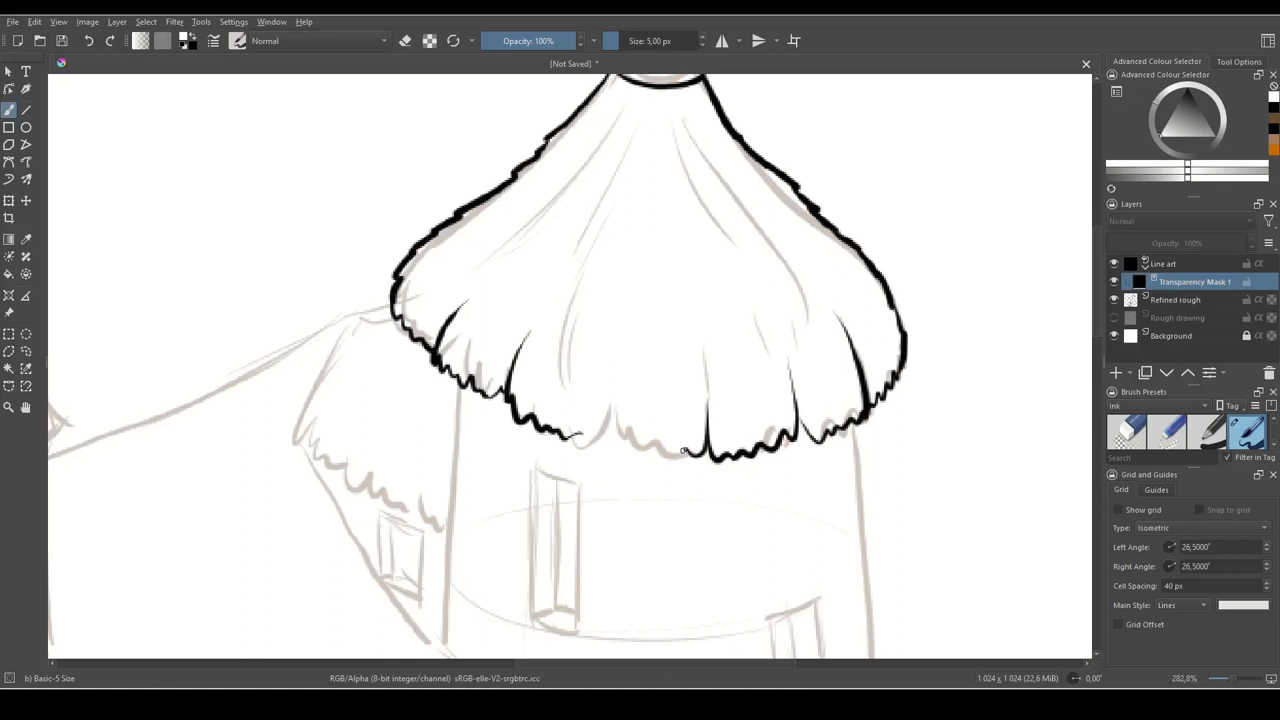 File Edit View Image Layer Select Filter Tools Settings Window Help
Normal Opacity: 100% Size: 5,00 px
[Not Saved] *
Advanced Colour Selector Tool Options
Advanced Colour Selector
Layers
Normal
Opacity: 100%
Line art
Transparency Mask 1
Refined rough
Rough drawing
Background
Brush Presets
Ink Tag
Search Filter in Tag
Grid and Guides
Grid Guides
Show grid Snap to grid
Type: Isometric
Left Angle: 26,5000°
Right Angle: 26,5000°
Cell Spacing: 40 px
Main Style: Lines
Grid Offset
b) Basic-5 Size RGB/Alpha (8-bit integer/channel) sRGB-elle-V2-srgbtrc.icc 1 024 x 1 024 (22,6 MiB) 0,00° 282,8%